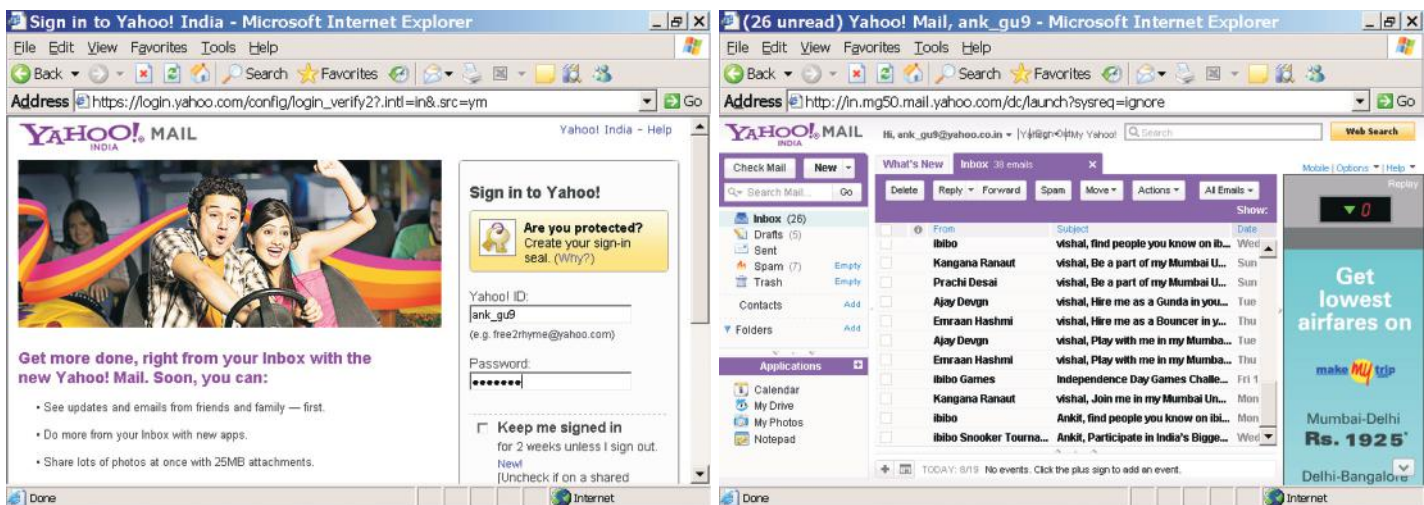 Sign in to Yahoo! India - Microsoft Internet Explorer
File Edit View Favorites Tools Help
Back Search Favorites
Address https://login.yahoo.com/config/login_verify2?.intl=in&.src=ym Go
YAHOO! MAIL
INDIA
Yahoo! India - Help
Sign in to Yahoo!
Are you protected?
Create your sign-in
seal. (Why?)
Yahoo! ID:
ank_gu9
(e.g. free2rhyme@yahoo.com)
Password:
Get more done, right from your Inbox with the
new Yahoo! Mail. Soon, you can:
• See updates and emails from friends and family — first.
• Do more from your Inbox with new apps.
• Share lots of photos at once with 25MB attachments.
Keep me signed in
for 2 weeks unless I sign out.
New!
[Uncheck if on a shared
Done Internet
(26 unread) Yahoo! Mail, ank_gu9 - Microsoft Internet Explorer
File Edit View Favorites Tools Help
Back Search Favorites
Address http://in.mg50.mail.yahoo.com/dc/launch?sysreq=ignore Go
YAHOO! MAIL
INDIA
Hi, ank_gu9@yahoo.co.in My Yahoo! Search Web Search
Check Mail New
Search Mail... Go
Inbox (26)
Drafts (5)
Sent
Spam (7) Empty
Trash Empty
Contacts Add
Folders Add
Applications
Calendar
My Drive
My Photos
Notepad
What's New Inbox 38 emails
Mobile | Options | Help
Delete Reply Forward Spam Move Actions All Emails
Show:
From Subject Date
ibibo vishal, find people you know on ib... Wed
Kangana Ranaut vishal, Be a part of my Mumbai U... Sun
Prachi Desai vishal, Be a part of my Mumbai U... Sun
Ajay Devgn vishal, Hire me as a Gunda in you... Tue
Emraan Hashmi vishal, Hire me as a Bouncer in y... Thu
Ajay Devgn vishal, Play with me in my Mumba... Tue
Emraan Hashmi vishal, Play with me in my Mumba... Thu
ibibo Games Independence Day Games Challe... Fri 1
Kangana Ranaut vishal, Join me in my Mumbai Un... Mon
ibibo Ankit, find people you know on ibi... Mon
ibibo Snooker Tourna... Ankit, Participate in India's Bigge... Wed
TODAY: 8/19 No events. Click the plus sign to add an event.
Replay
0
Get
lowest
airfares on
make my trip
Mumbai-Delhi
Rs. 1925*
Delhi-Bangalore
Done Internet